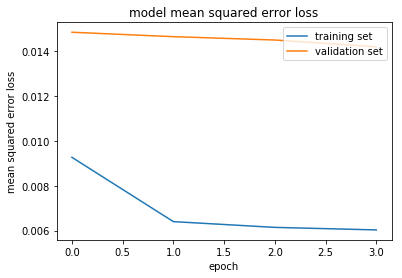 model mean squared error loss
training set
validation set
mean squared error loss
0.014
0.012
0.010
0.008
0.006
0.0 0.5 1.0 1.5 2.0 2.5 3.0
epoch